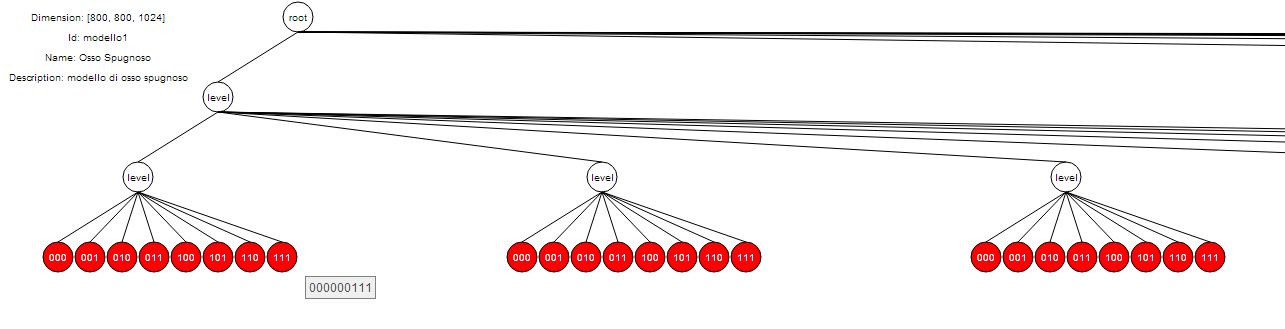 Dimension: [800, 800, 1024]
Id: modello1
Name: Osso Spugnoso
Description: modello di osso spugnoso
root
level
level level level
000 001 010 011 100 101 110 111 000 001 010 011 100 101 110 111 000 001 010 011 100 101 110 111
000000111